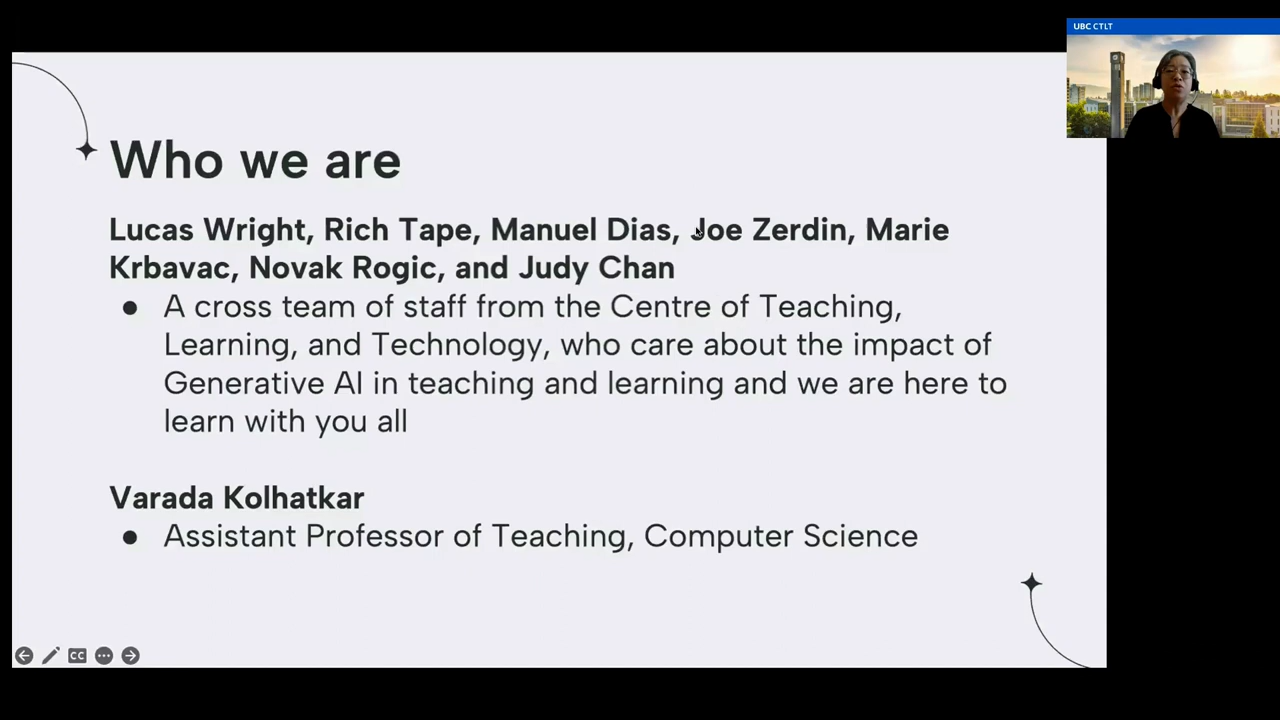 UBC CTLT
Who we are
Lucas Wright, Rich Tape, Manuel Dias, Joe Zerdin, Marie
Krbavac, Novak Rogic, and Judy Chan
● A cross team of staff from the Centre of Teaching,
Learning, and Technology, who care about the impact of
Generative AI in teaching and learning and we are here to
learn with you all
Varada Kolhatkar
● Assistant Professor of Teaching, Computer Science
CC